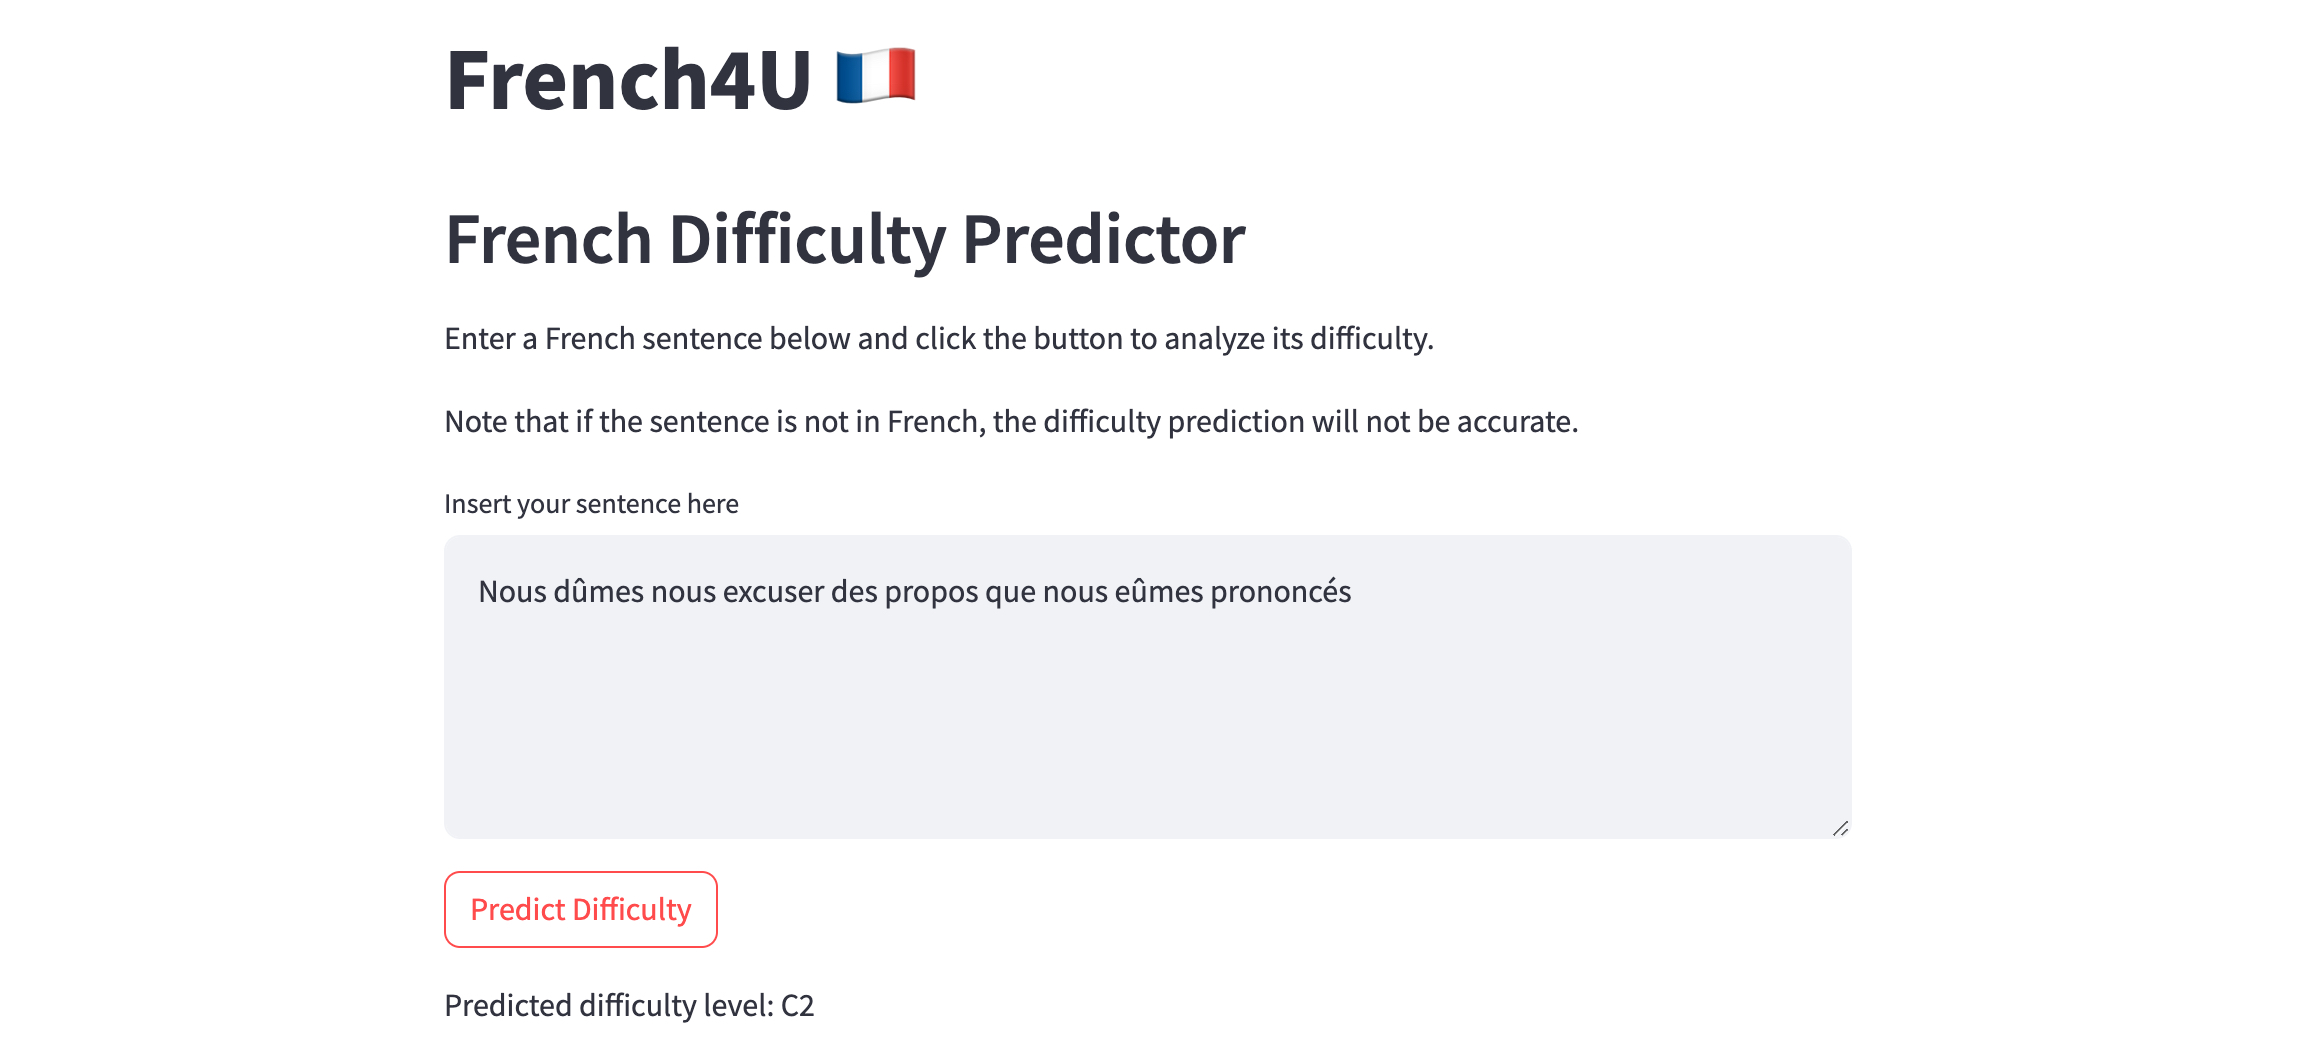 French4U 🇫🇷
French Difficulty Predictor
Enter a French sentence below and click the button to analyze its difficulty.
Note that if the sentence is not in French, the difficulty prediction will not be accurate.
Insert your sentence here
Nous dûmes nous excuser des propos que nous eûmes prononcés
Predict Difficulty
Predicted difficulty level: C2